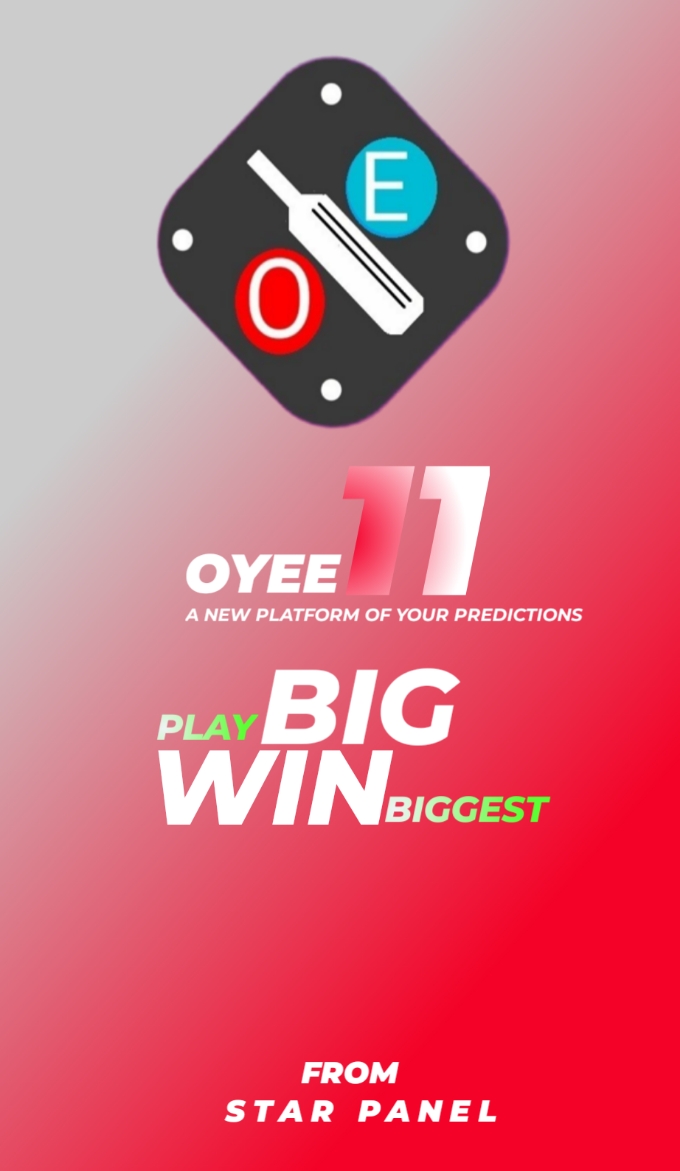 E
O
OYEE 11
A NEW PLATFORM OF YOUR PREDICTIONS
PLAY BIG
WIN BIGGEST
FROM
STAR PANEL